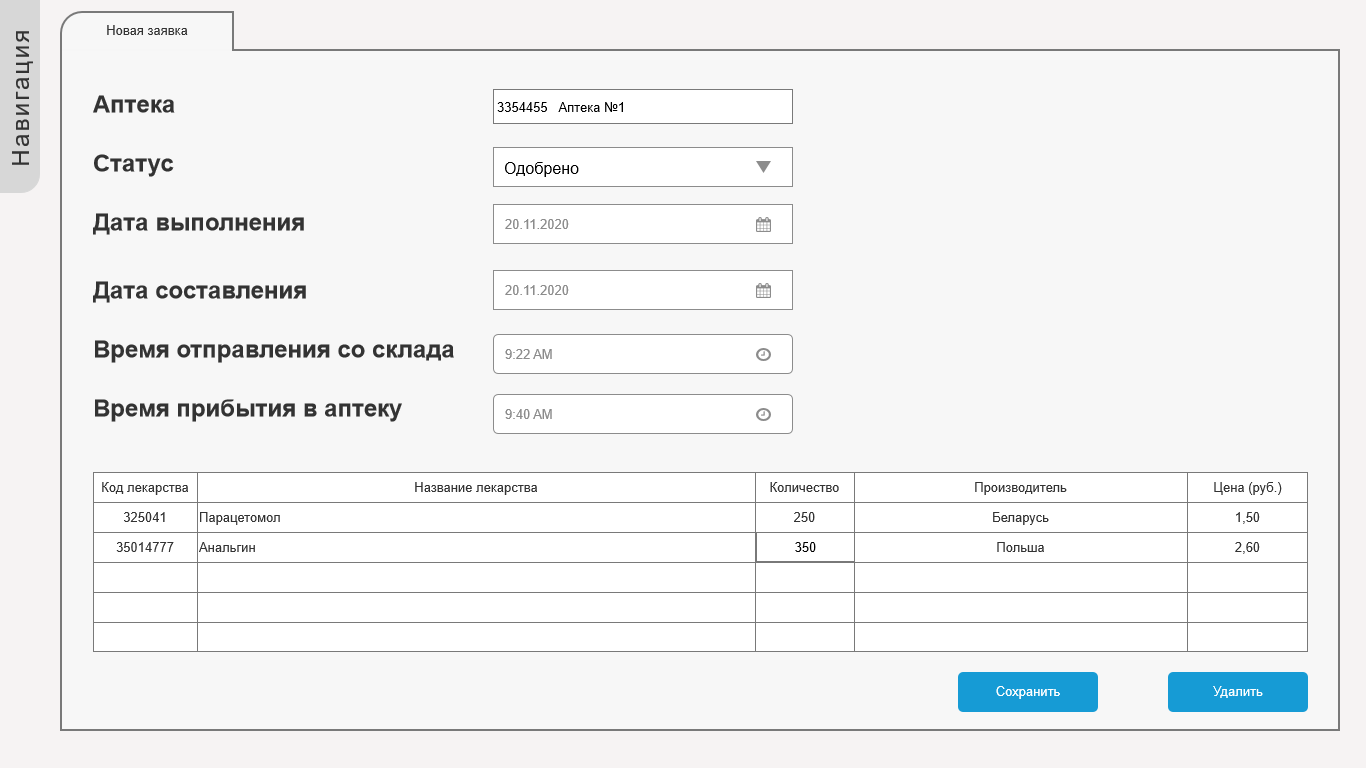 Навигация
Новая заявка
Аптека
3354455 Аптека №1
Статус
Одобрено
Дата выполнения
20.11.2020
Дата составления
20.11.2020
Время отправления со склада
9:22 AM
Время прибытия в аптеку
9:40 AM
Код лекарства Название лекарства Количество Производитель Цена (руб.)
325041 Парацетомол 250 Беларусь 1,50
35014777 Анальгин 350 Польша 2,60
Сохранить Удалить